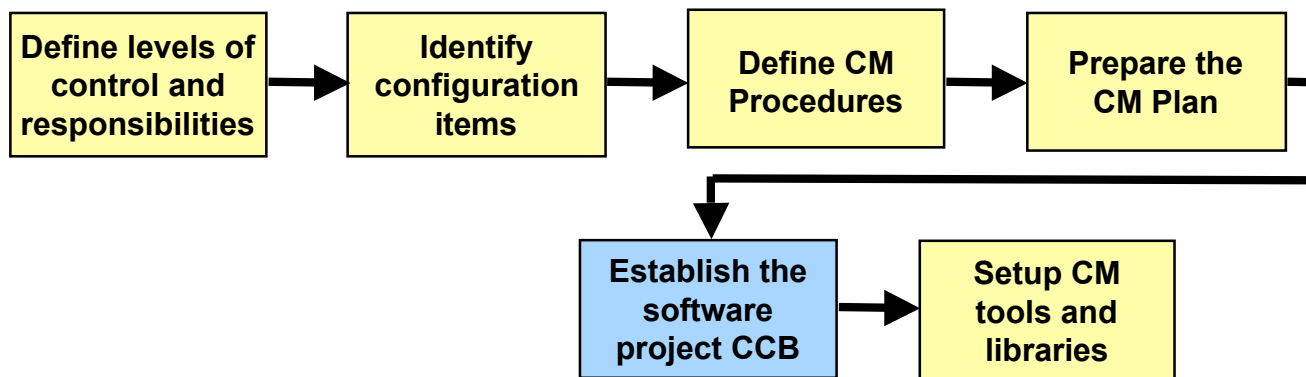 Define levels of
control and
responsibilities
Identify
configuration
items
Define CM
Procedures
Prepare the
CM Plan
Establish the
software
project CCB
Setup CM
tools and
libraries